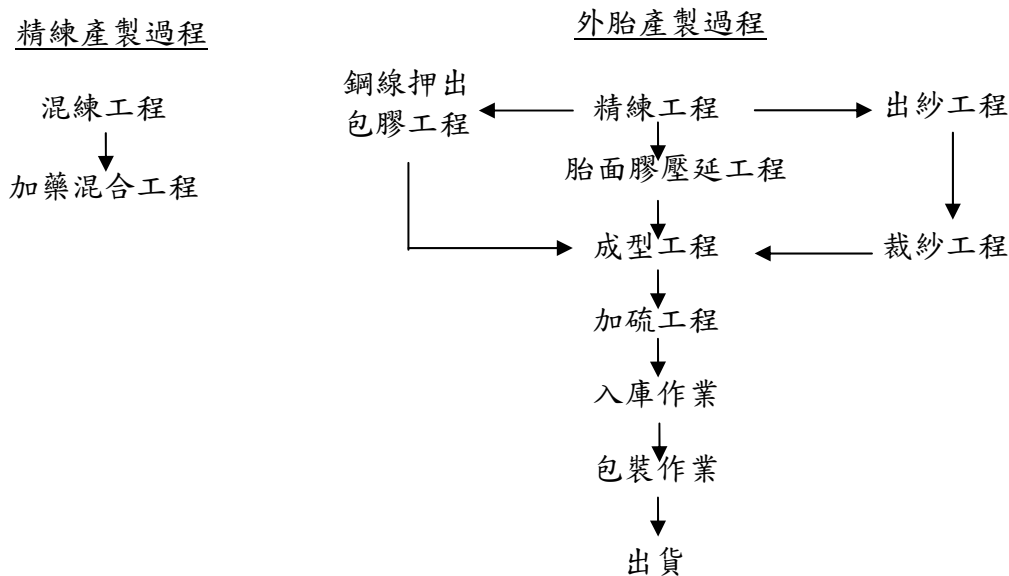 精練產製過程
混練工程
加藥混合工程
外胎產製過程
鋼線押出
包膠工程
精練工程
出紗工程
胎面膠壓延工程
成型工程
裁紗工程
加硫工程
入庫作業
包裝作業
出貨